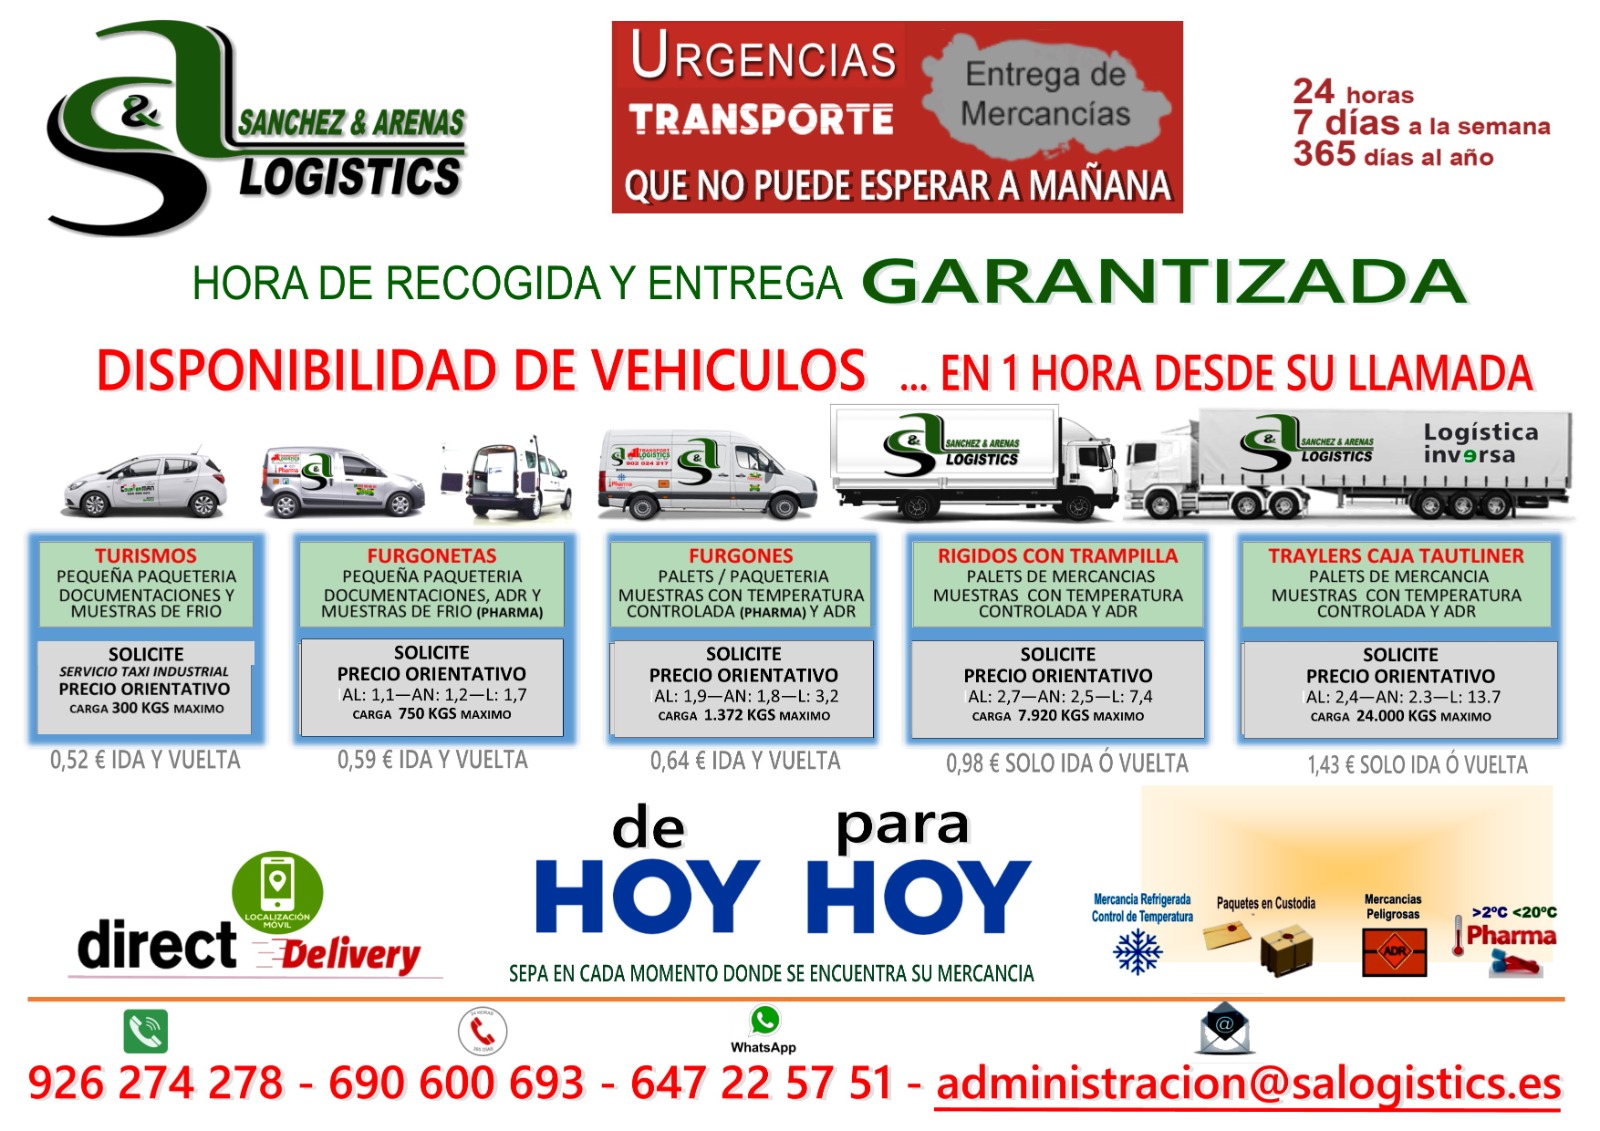 &
SANCHEZ & ARENAS
LOGISTICS
URGENCIAS
TRANSPORTE
Entrega de
Mercancías
QUE NO PUEDE ESPERAR A MAÑANA
24 horas
7 días a la semana
365 días al año
HORA DE RECOGIDA Y ENTREGA GARANTIZADA
DISPONIBILIDAD DE VEHICULOS ... EN 1 HORA DESDE SU LLAMADA
&
Pharma
TRANSPORT
LOGISTICS
902 024 217
&
Pharma
&
SANCHEZ & ARENAS
LOGISTICS
&
SANCHEZ & ARENAS
LOGISTICS
Logística
inversa
TURISMOS
PEQUEÑA PAQUETERIA
DOCUMENTACIONES Y
MUESTRAS DE FRIO
SOLICITE
SERVICIO TAXI INDUSTRIAL
PRECIO ORIENTATIVO
CARGA 300 KGS MAXIMO
0,52 € IDA Y VUELTA
FURGONETAS
PEQUEÑA PAQUETERIA
DOCUMENTACIONES, ADR Y
MUESTRAS DE FRIO (PHARMA)
SOLICITE
PRECIO ORIENTATIVO
AL: 1,1—AN: 1,2—L: 1,7
CARGA 750 KGS MAXIMO
0,59 € IDA Y VUELTA
FURGONES
PALETS / PAQUETERIA
MUESTRAS CON TEMPERATURA
CONTROLADA (PHARMA) Y ADR
SOLICITE
PRECIO ORIENTATIVO
AL: 1,9—AN: 1,8—L: 3,2
CARGA 1.372 KGS MAXIMO
0,64 € IDA Y VUELTA
RIGIDOS CON TRAMPILLA
PALETS DE MERCANCIAS
MUESTRAS CON TEMPERATURA
CONTROLADA Y ADR
SOLICITE
PRECIO ORIENTATIVO
AL: 2,7—AN: 2,5—L: 7,4
CARGA 7.920 KGS MAXIMO
0,98 € SOLO IDA Ó VUELTA
TRAYLERS CAJA TAUTLINER
PALETS DE MERCANCIA
MUESTRAS CON TEMPERATURA
CONTROLADA Y ADR
SOLICITE
PRECIO ORIENTATIVO
AL: 2,4—AN: 2.3—L: 13.7
CARGA 24.000 KGS MAXIMO
1,43 € SOLO IDA Ó VUELTA
LOCALIZACIÓN
MÓVIL
direct Delivery
de para
HOY HOY
SEPA EN CADA MOMENTO DONDE SE ENCUENTRA SU MERCANCIA
Mercancia Refrigerada
Control de Temperatura
Paquetes en Custodia
Mercancias
Peligrosas
ADR
>2ºC <20ºC
Pharma
24 HORAS
365 DIAS
WhatsApp
@
926 274 278 - 690 600 693 - 647 22 57 51 - administracion@salogistics.es